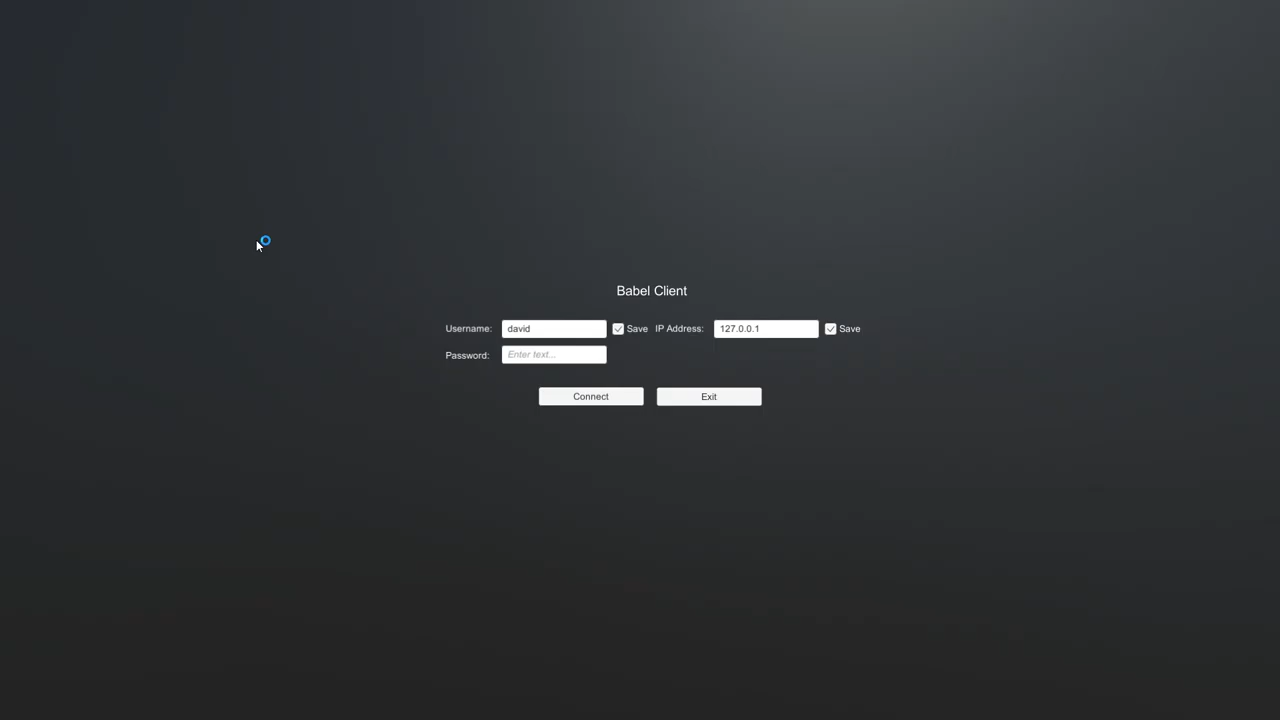 Babel Client
Username: david Save IP Address: 127.0.0.1 Save
Password: Enter text...
Connect Exit